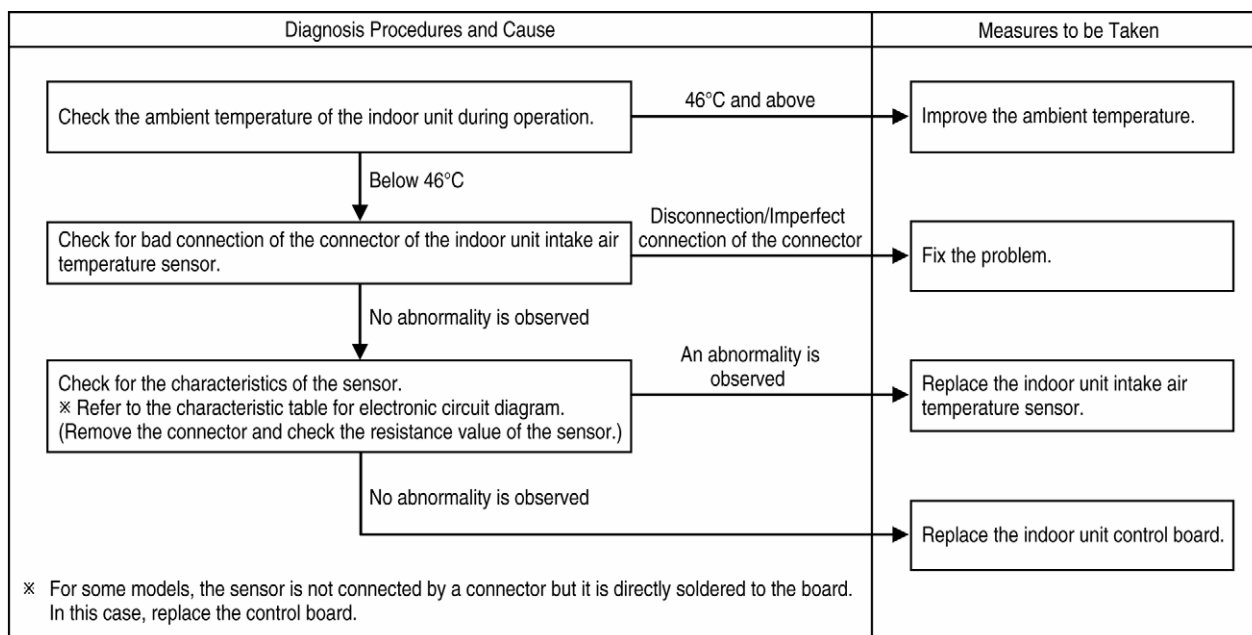 Diagnosis Procedures and Cause
Measures to be Taken
Check the ambient temperature of the indoor unit during operation.
46°C and above
Improve the ambient temperature.
Below 46°C
Check for bad connection of the connector of the indoor unit intake air
temperature sensor.
Disconnection/Imperfect
connection of the connector
Fix the problem.
No abnormality is observed
Check for the characteristics of the sensor.
※ Refer to the characteristic table for electronic circuit diagram.
(Remove the connector and check the resistance value of the sensor.)
An abnormality is
observed
Replace the indoor unit intake air
temperature sensor.
No abnormality is observed
Replace the indoor unit control board.
※ For some models, the sensor is not connected by a connector but it is directly soldered to the board.
In this case, replace the control board.